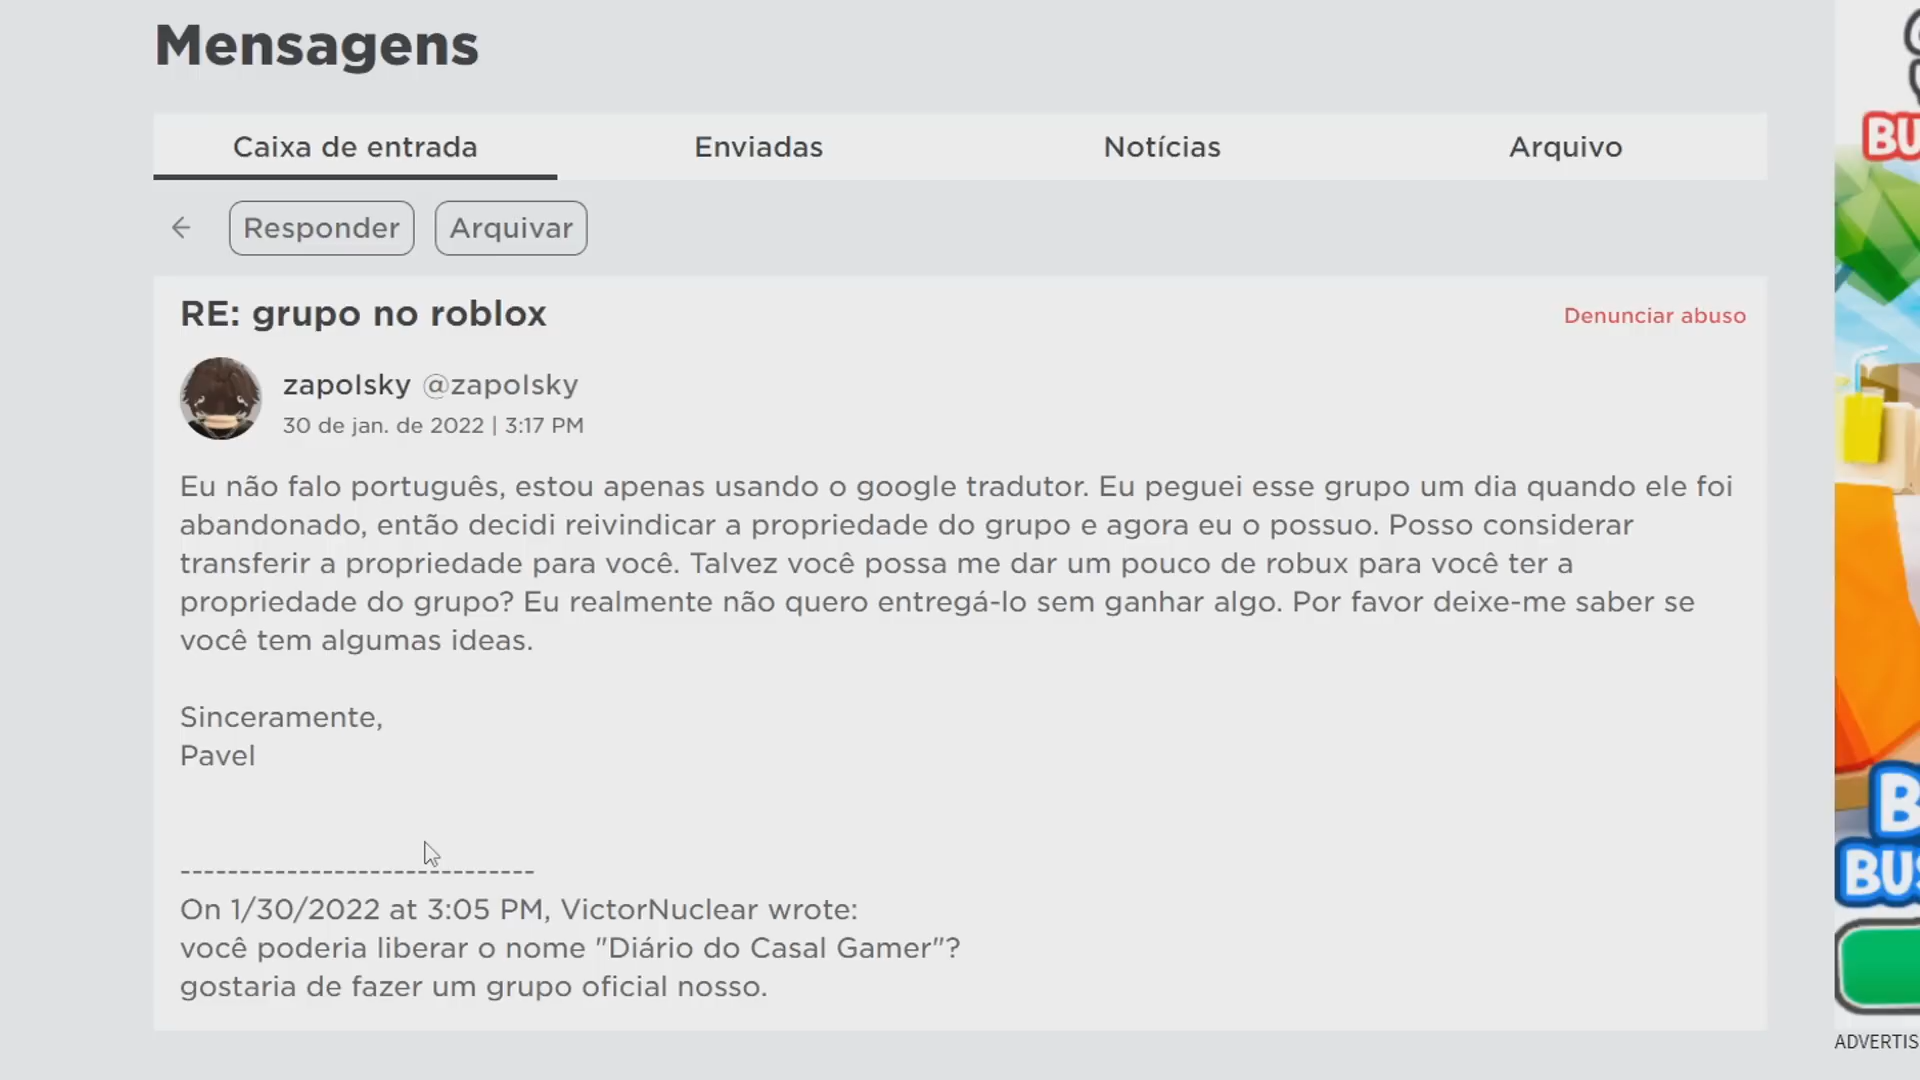 Mensagens
Caixa de entrada
Enviadas
Notícias
Arquivo
Responder
Arquivar
RE: grupo no roblox
Denunciar abuso
zapolsky @zapolsky
30 de jan. de 2022 | 3:17 PM
Eu não falo português, estou apenas usando o google tradutor. Eu peguei esse grupo um dia quando ele foi
abandonado, então decidi reivindicar a propriedade do grupo e agora eu o possuo. Posso considerar
transferir a propriedade para você. Talvez você possa me dar um pouco de robux para você ter a
propriedade do grupo? Eu realmente não quero entregá-lo sem ganhar algo. Por favor deixe-me saber se
você tem algumas ideas.
Sinceramente,
Pavel
------------------------------
On 1/30/2022 at 3:05 PM, VictorNuclear wrote:
você poderia liberar o nome "Diário do Casal Gamer"?
gostaria de fazer um grupo oficial nosso.
BU
B
BUS
ADVERTIS